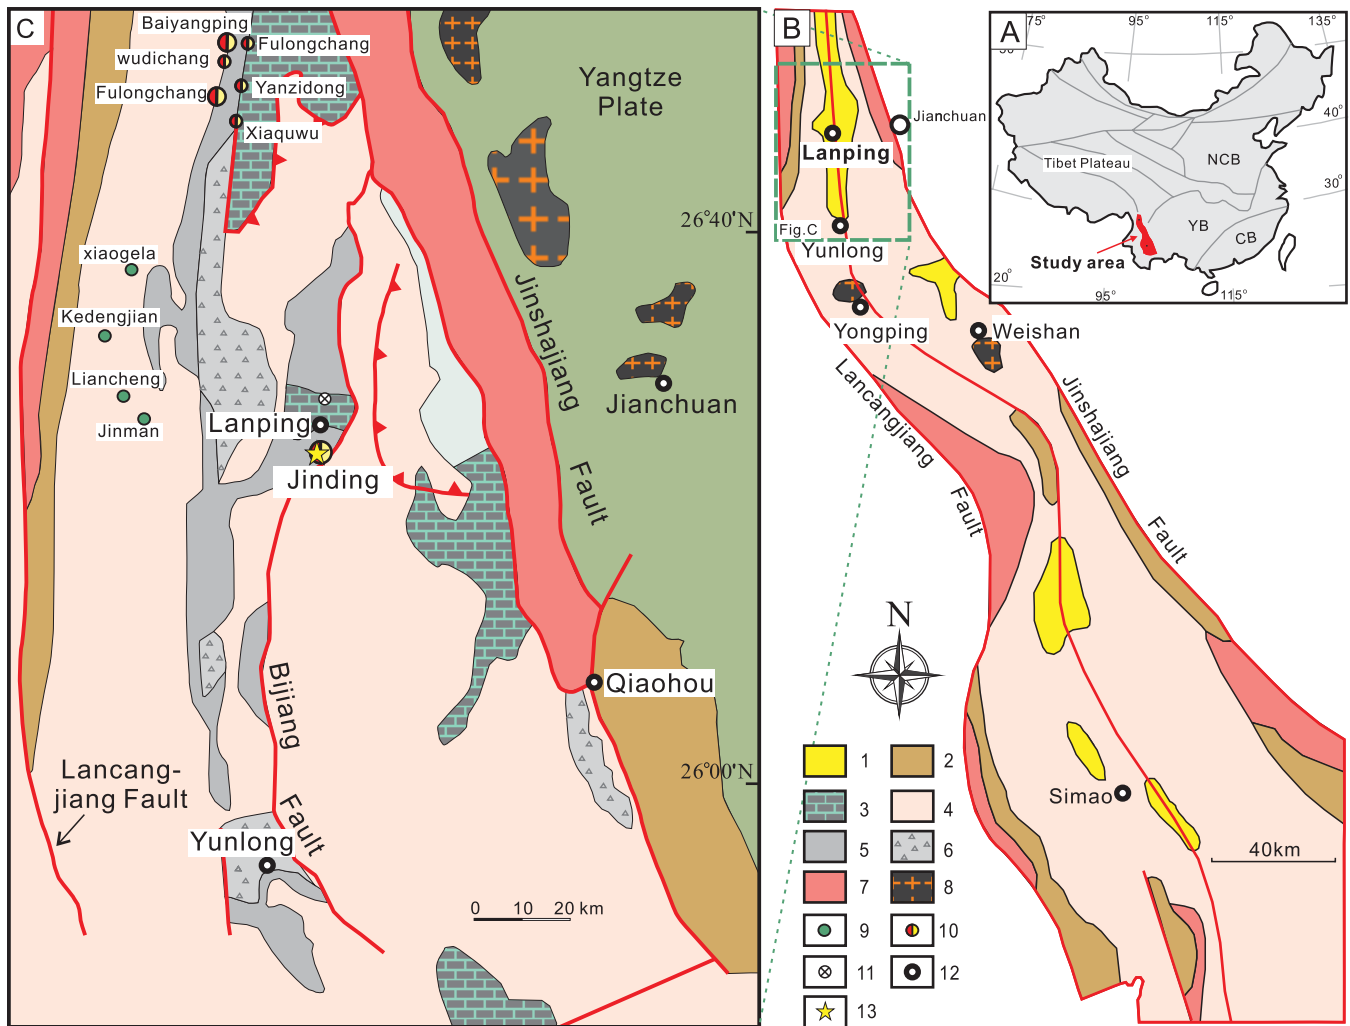 C
Baiyangping
wudichang
Fulongchang
Fulongchang
Yanzidong
Xiaquwu
Yangtze
Plate
26°40′N
xiaogela
Kedengjian
Liancheng
Jinman
Lanping
Jinding
Jinshajiang
Fault
Jianchuan
Qiaohou
Bijiang
Fault
26°00′N
Lancang-
jiang Fault
Yunlong
0 10 20 km
B
Jianchuan
Lanping
Fig.C
Yunlong
Yongping
Weishan
Lancangjiang
Fault
Jinshajiang
Fault
Simao
N
40km
A
75°
95°
115°
135°
40°
30°
20°
95°
115°
Tibet Plateau
NCB
YB
CB
Study area
1
2
3
4
5
6
7
8
9
10
11
12
13